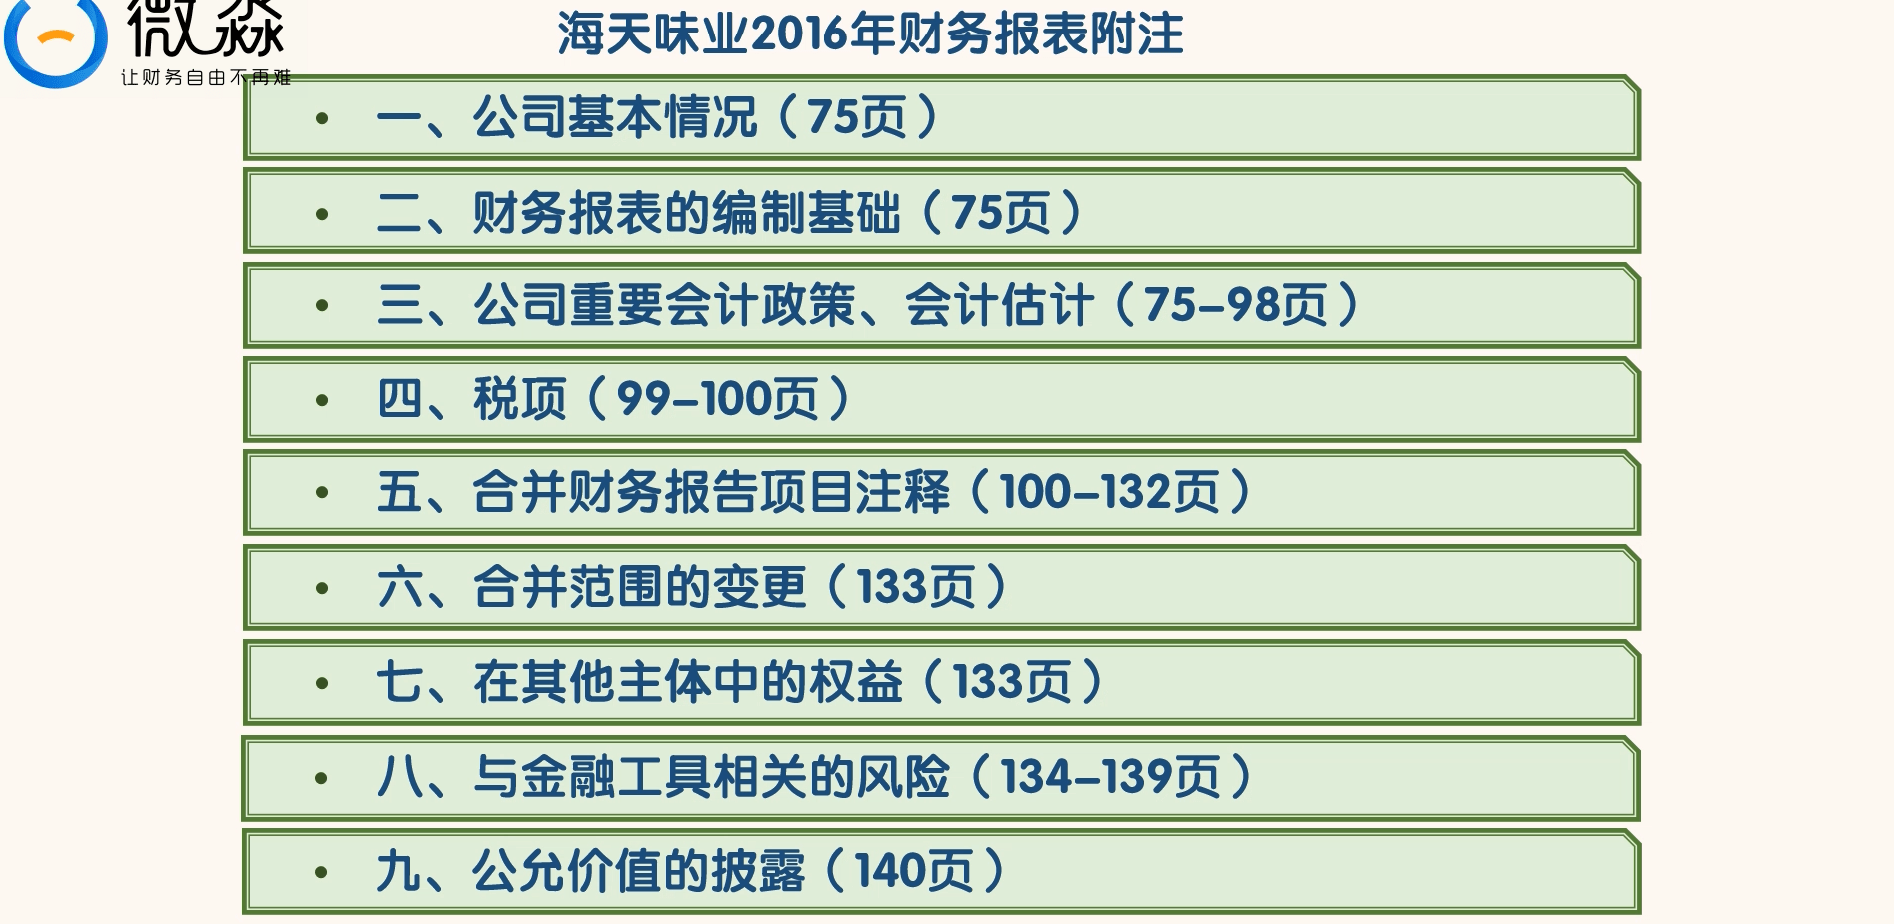 微淼
让财务自由不再难
海天味业2016年财务报表附注
• 一、公司基本情况（75页）
• 二、财务报表的编制基础（75页）
• 三、公司重要会计政策、会计估计（75–98页）
• 四、税项（99–100页）
• 五、合并财务报告项目注释（100–132页）
• 六、合并范围的变更（133页）
• 七、在其他主体中的权益（133页）
• 八、与金融工具相关的风险（134–139页）
• 九、公允价值的披露（140页）